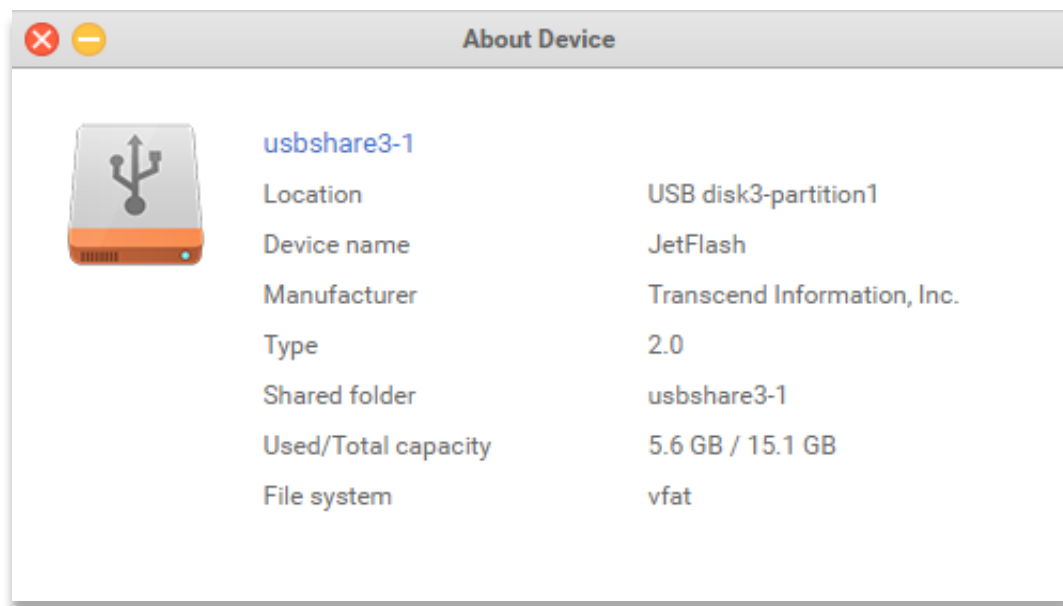 About Device
usbshare3-1
Location USB disk3-partition1
Device name JetFlash
Manufacturer Transcend Information, Inc.
Type 2.0
Shared folder usbshare3-1
Used/Total capacity 5.6 GB / 15.1 GB
File system vfat